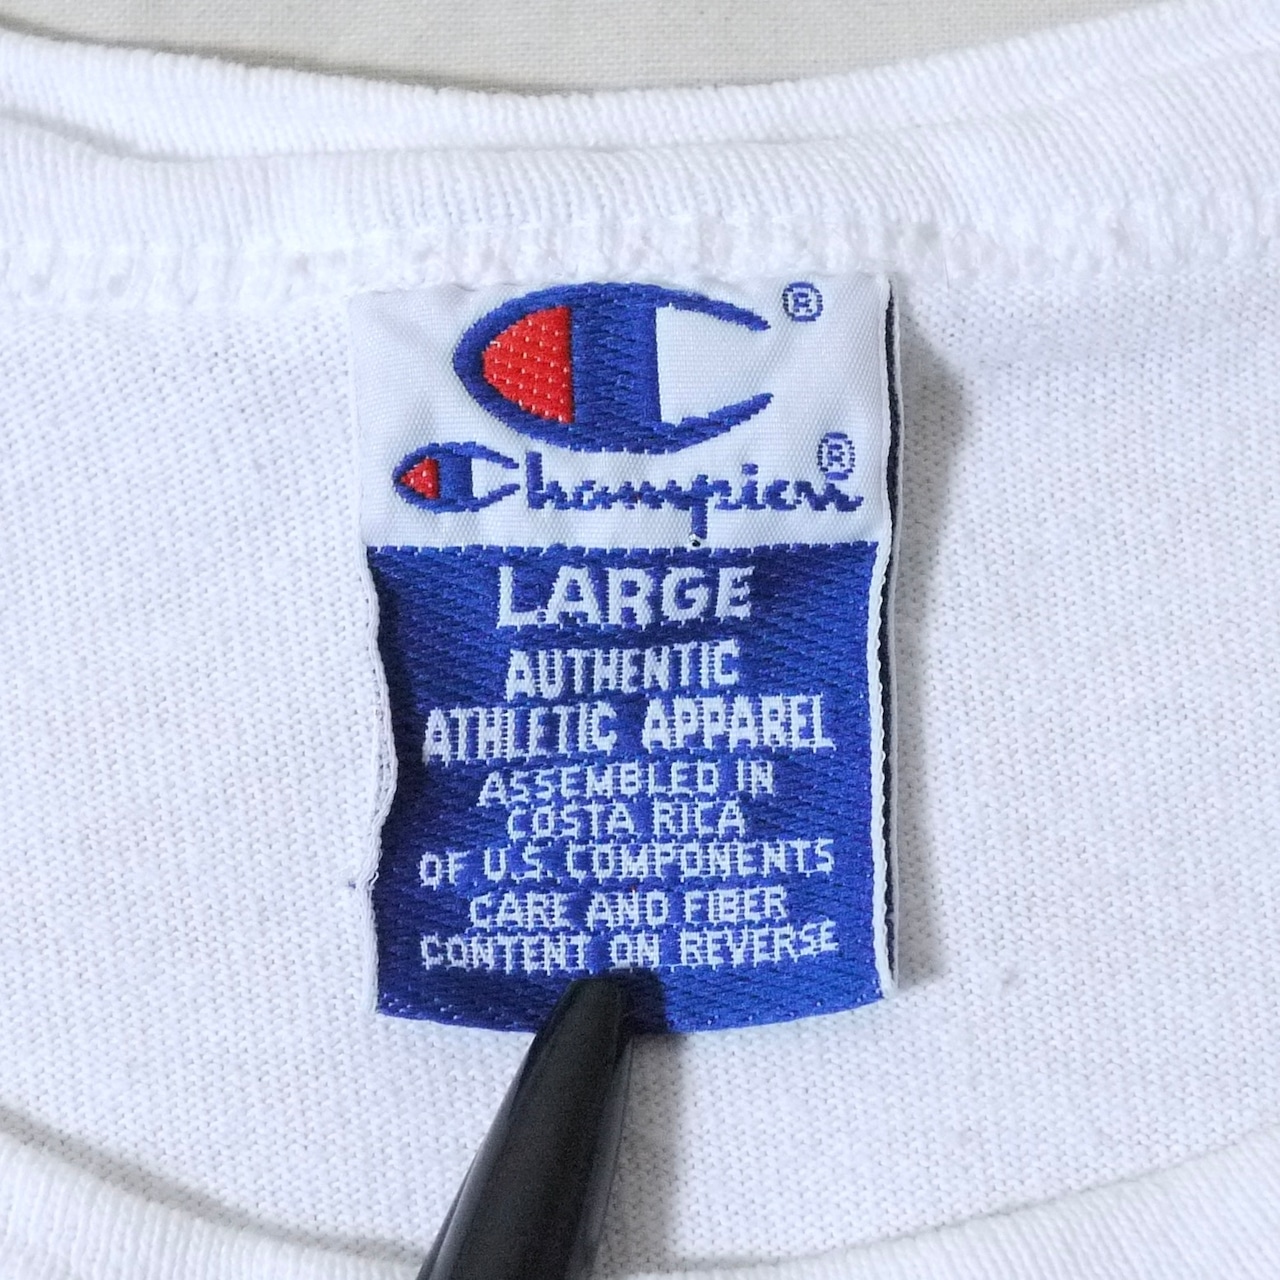 ®
Champion®
LARGE
AUTHENTIC
ATHLETIC APPAREL
ASSEMBLED IN
COSTA RICA
OF U.S. COMPONENTS
CARE AND FIBER
CONTENT ON REVERSE